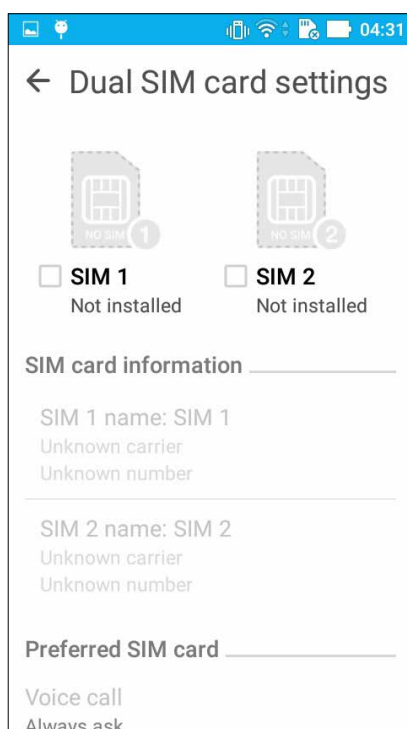 04:31
Dual SIM card settings
NO SIM 1
NO SIM 2
SIM 1
SIM 2
Not installed
Not installed
SIM card information
SIM 1 name: SIM 1
Unknown carrier
Unknown number
SIM 2 name: SIM 2
Unknown carrier
Unknown number
Preferred SIM card
Voice call
Always ask